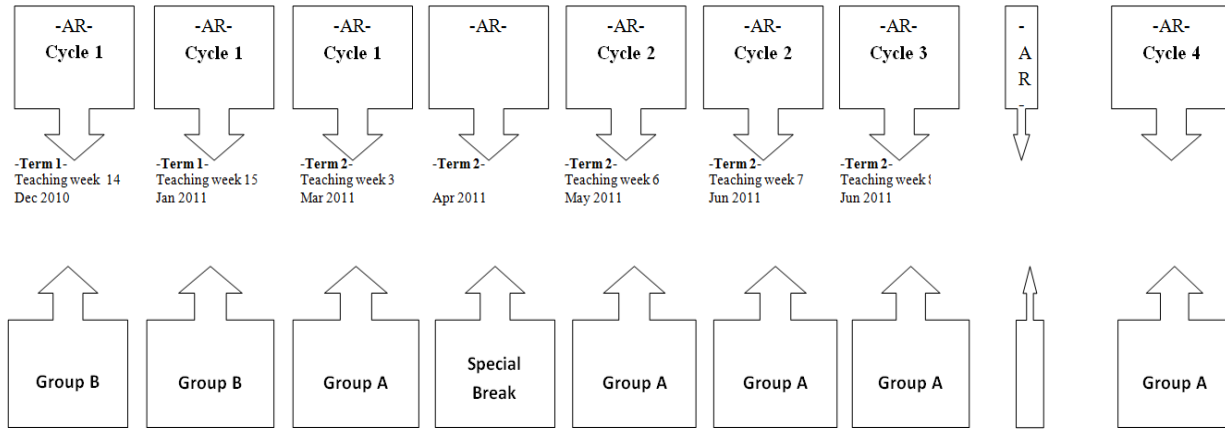 -AR-
Cycle 1
-AR-
Cycle 1
-AR-
Cycle 1
-AR-
-AR-
Cycle 2
-AR-
Cycle 2
-AR-
Cycle 3
-
A
R
-
-AR-
Cycle 4
-Term 1-
Teaching week 14
Dec 2010
-Term 1-
Teaching week 15
Jan 2011
-Term 2-
Teaching week 3
Mar 2011
-Term 2-
Apr 2011
-Term 2-
Teaching week 6
May 2011
-Term 2-
Teaching week 7
Jun 2011
-Term 2-
Teaching week
Jun 2011
Group B
Group B
Group A
Special
Break
Group A
Group A
Group A
Group A